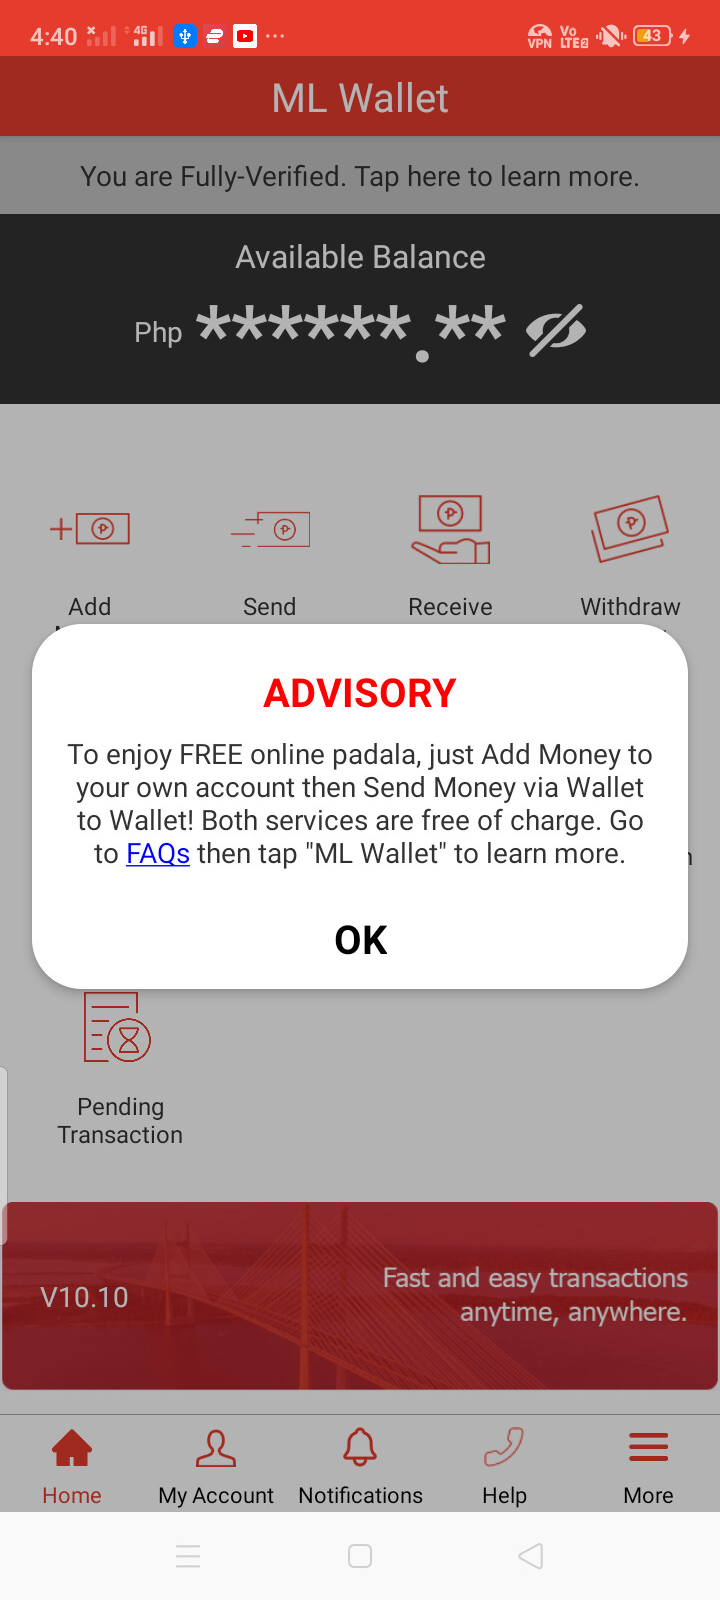 4:40 4G VPN Vo LTE2 43
ML Wallet
You are Fully-Verified. Tap here to learn more.
Available Balance
Php ******.**
Add Send Receive Withdraw
ADVISORY
To enjoy FREE online padala, just Add Money to
your own account then Send Money via Wallet
to Wallet! Both services are free of charge. Go
to FAQs then tap "ML Wallet" to learn more.
OK
Pending
Transaction
V10.10
Fast and easy transactions
anytime, anywhere.
Home My Account Notifications Help More